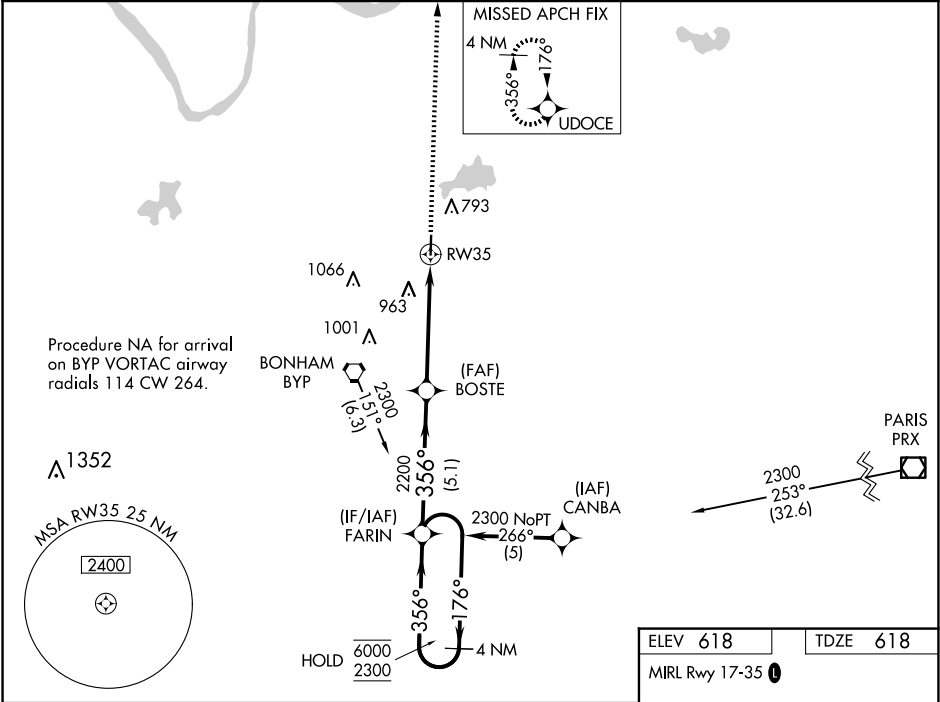 MISSED APCH FIX
4 NM
176°
356°
UDOCE
793
RW35
1066
963
1001
Procedure NA for arrival
on BYP VORTAC airway
radials 114 CW 264.
BONHAM
BYP
2300
151°
(6.3)
(FAF)
BOSTE
PARIS
PRX
1352
2200
356°
(5.1)
2300
253°
(32.6)
(IAF)
CANBA
MSA RW35 25 NM
2400
(IF/IAF)
FARIN
2300 NoPT
266°
(5)
356°
176°
HOLD
6000
2300
4 NM
ELEV 618
TDZE 618
MIRL Rwy 17-35 L